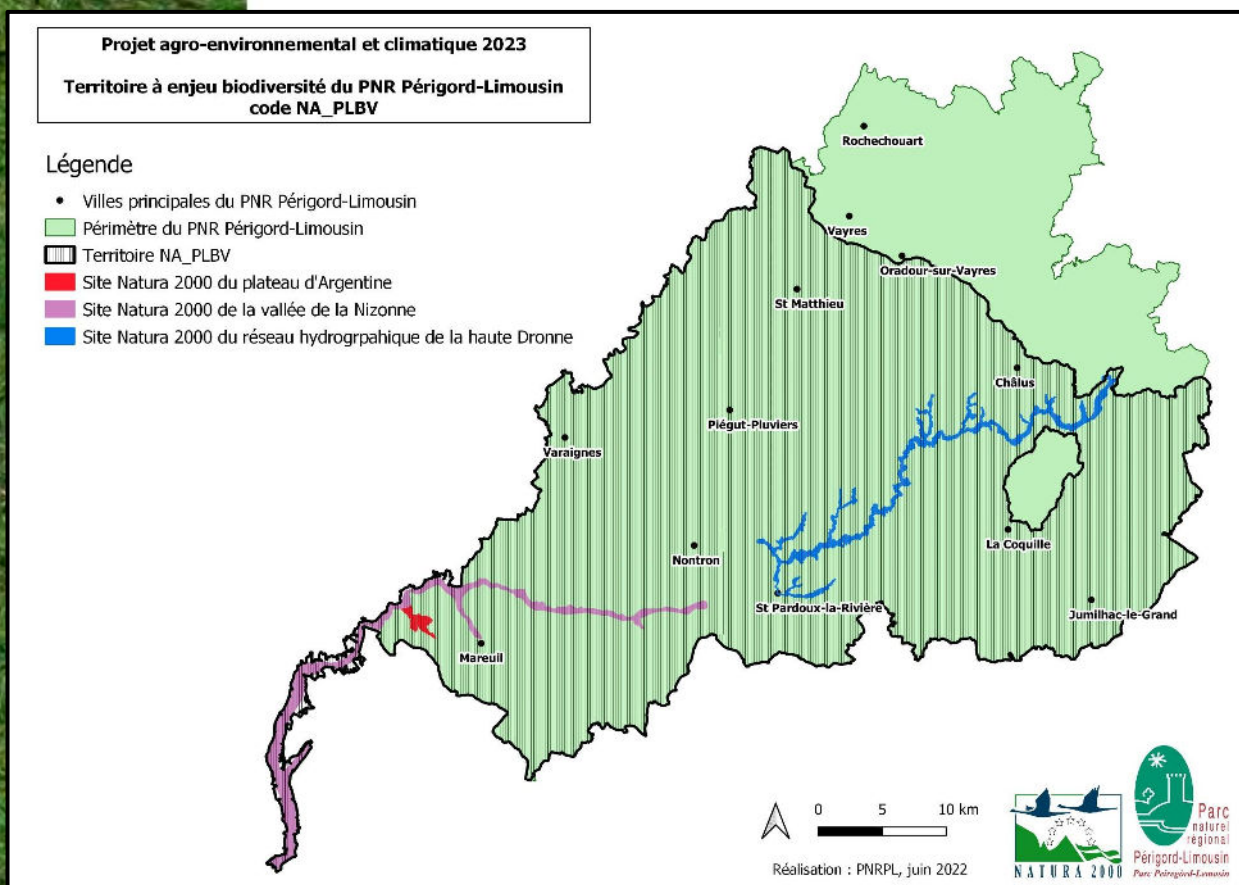 Projet agro-environnemental et climatique 2023
Territoire à enjeu biodiversité du PNR Périgord-Limousin
code NA_PLBV
Légende
Villes principales du PNR Périgord-Limousin
Périmètre du PNR Périgord-Limousin
Territoire NA_PLBV
Site Natura 2000 du plateau d'Argentine
Site Natura 2000 de la vallée de la Nizonne
Site Natura 2000 du réseau hydrogrpahique de la haute Dronne
Rochechouart
Vayres
Oradour-sur-Vayres
St Matthieu
Châlus
Piégut-Pluviers
Varaignes
La Coquille
Nontron
St Pardoux-la-Rivière
Jumilhac-le-Grand
Mareuil
0 5 10 km
Réalisation : PNRPL, juin 2022
NATURA 2000
Parc
naturel
régional
Périgord-Limousin
Parc Peiregòrd-Lemosin